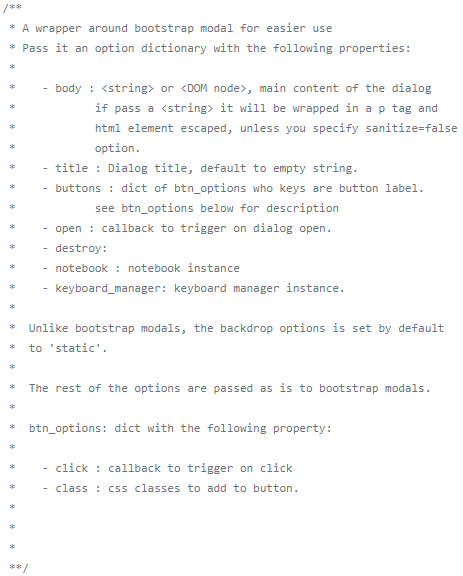 /**
 * A wrapper around bootstrap modal for easier use
 * Pass it an option dictionary with the following properties:
 *
 *    - body : <string> or <DOM node>, main content of the dialog
 *            if pass a <string> it will be wrapped in a p tag and
 *            html element escaped, unless you specify sanitize=false
 *            option.
 *    - title : Dialog title, default to empty string.
 *    - buttons : dict of btn_options who keys are button label.
 *            see btn_options below for description
 *    - open : callback to trigger on dialog open.
 *    - destroy:
 *    - notebook : notebook instance
 *    - keyboard_manager: keyboard manager instance.
 *
 *  Unlike bootstrap modals, the backdrop options is set by default
 *  to 'static'.
 *
 *  The rest of the options are passed as is to bootstrap modals.
 *
 *  btn_options: dict with the following property:
 *
 *    - click : callback to trigger on click
 *    - class : css classes to add to button.
 *
 *
 *
 **/